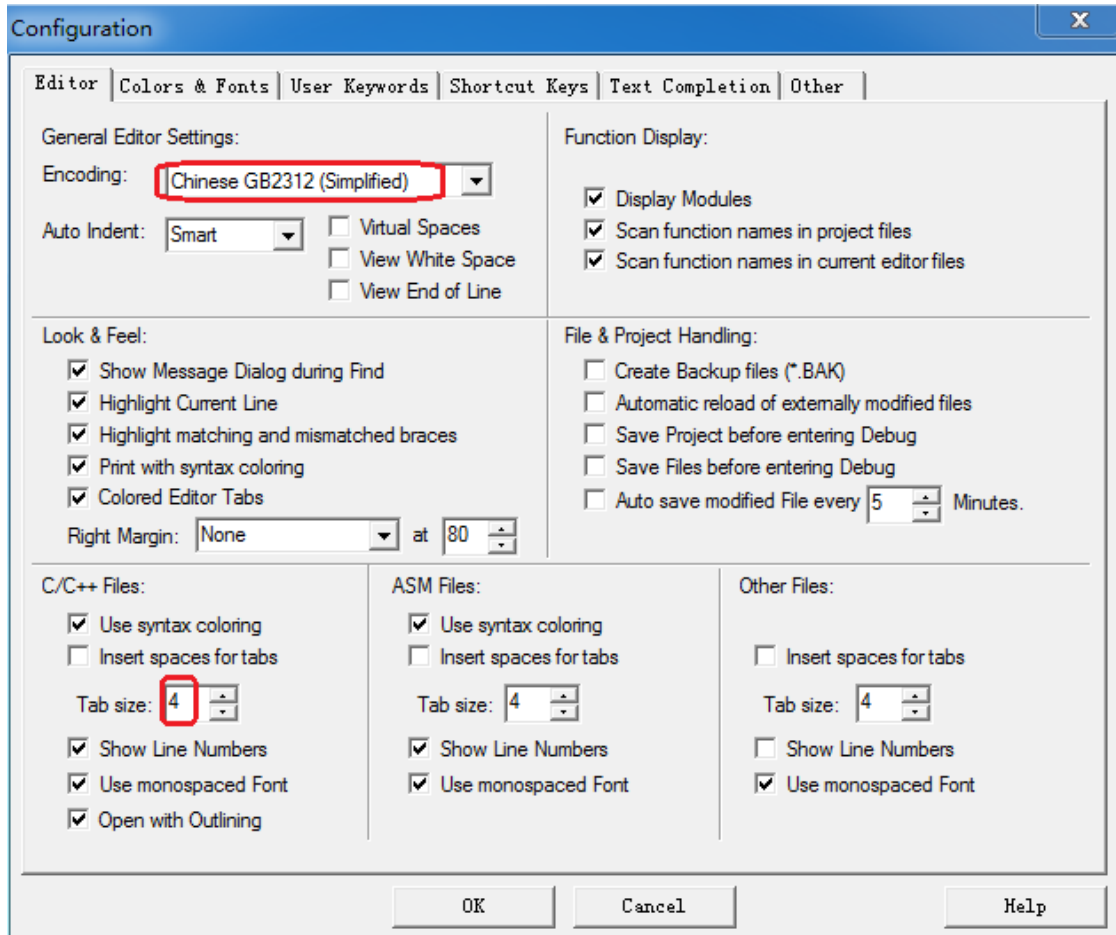 Configuration
X
Editor Colors & Fonts User Keywords Shortcut Keys Text Completion Other
General Editor Settings:
Encoding: Chinese GB2312 (Simplified)
Auto Indent: Smart
Virtual Spaces
View White Space
View End of Line
Function Display:
Display Modules
Scan function names in project files
Scan function names in current editor files
Look & Feel:
Show Message Dialog during Find
Highlight Current Line
Highlight matching and mismatched braces
Print with syntax coloring
Colored Editor Tabs
Right Margin: None at 80
File & Project Handling:
Create Backup files (*.BAK)
Automatic reload of externally modified files
Save Project before entering Debug
Save Files before entering Debug
Auto save modified File every 5 Minutes.
C/C++ Files:
Use syntax coloring
Insert spaces for tabs
Tab size: 4
Show Line Numbers
Use monospaced Font
Open with Outlining
ASM Files:
Use syntax coloring
Insert spaces for tabs
Tab size: 4
Show Line Numbers
Use monospaced Font
Other Files:
Insert spaces for tabs
Tab size: 4
Show Line Numbers
Use monospaced Font
OK Cancel Help